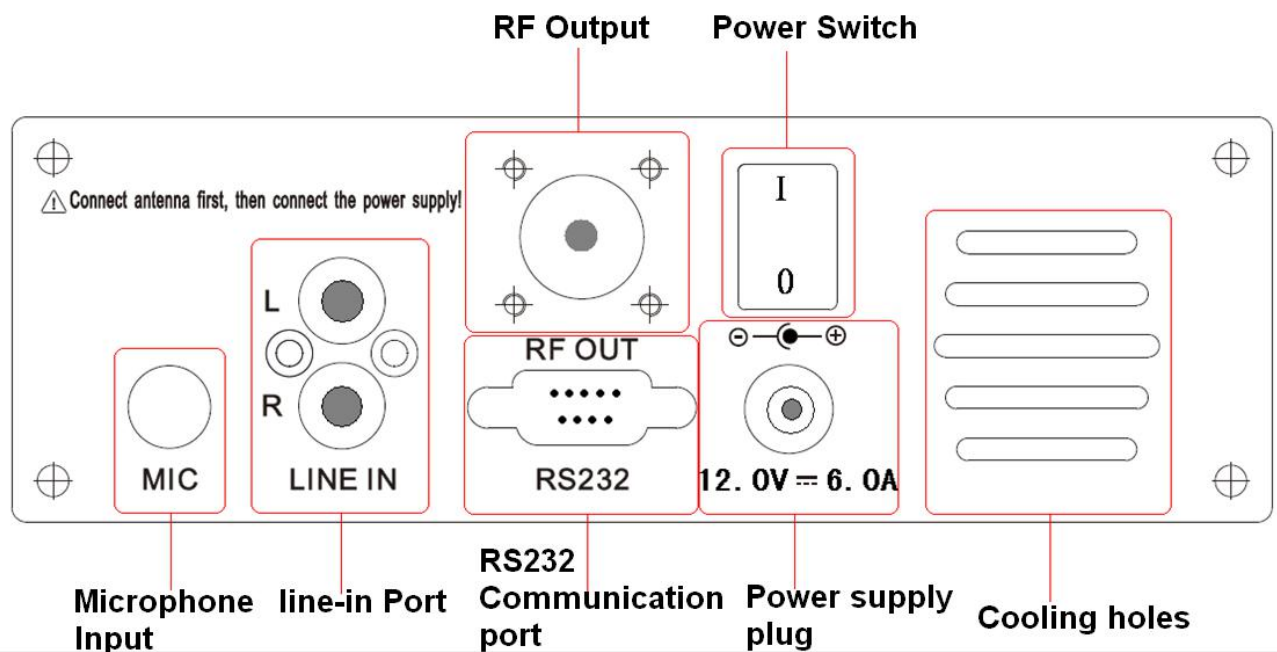 RF Output
Power Switch
⚠ Connect antenna first, then connect the power supply!
I
0
L
R
RF OUT
MIC
LINE IN
RS232
12. 0V ⎓ 6. 0A
Microphone
Input
line-in Port
RS232
Communication
port
Power supply
plug
Cooling holes